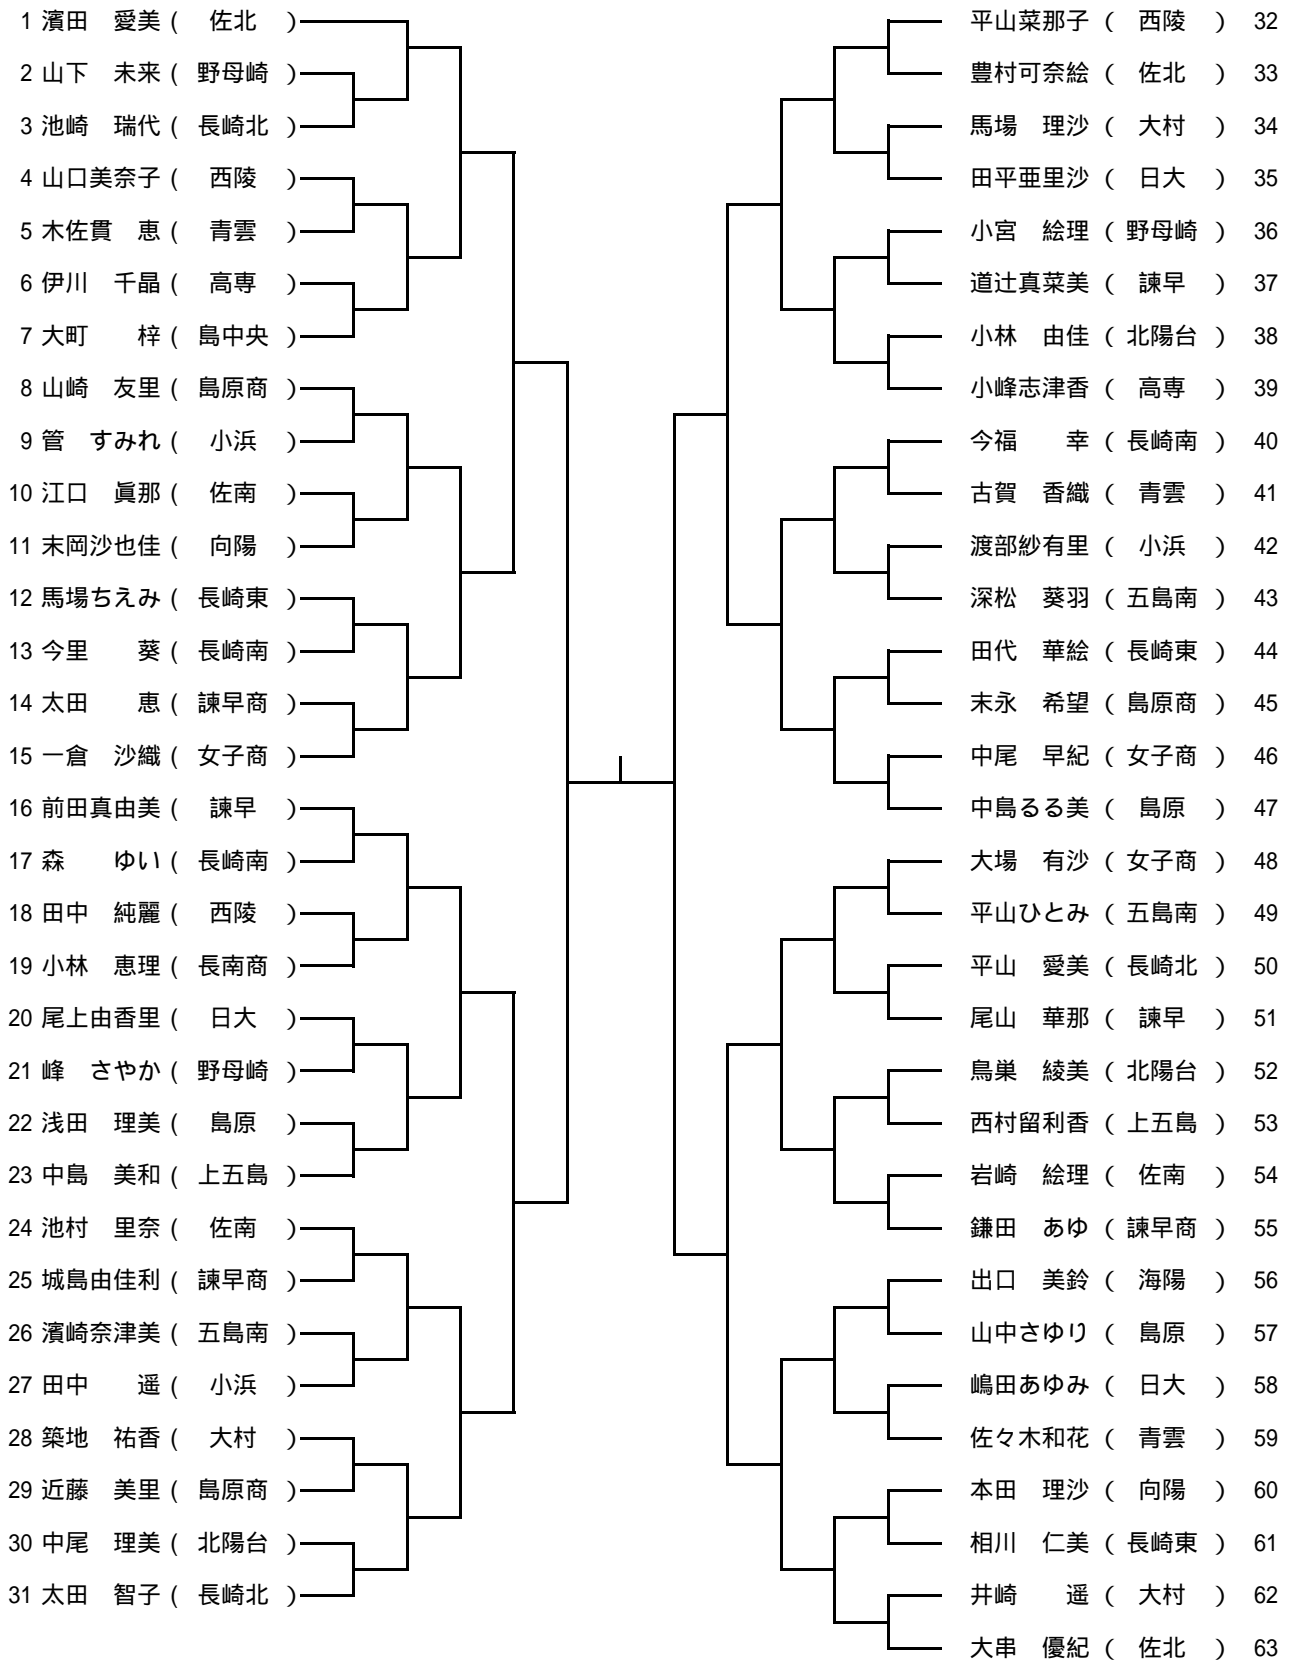 1 濱田　愛美 (　佐北　)
2 山下　未来 ( 野母崎 )
3 池崎　瑞代 ( 長崎北 )
4 山口美奈子 (　西陵　)
5 木佐貫　恵 (　青雲　)
6 伊川　千晶 (　高専　)
7 大町　　梓 ( 島中央 )
8 山崎　友里 ( 島原商 )
9 管　すみれ (　小浜　)
10 江口　眞那 (　佐南　)
11 末岡沙也佳 (　向陽　)
12 馬場ちえみ ( 長崎東 )
13 今里　　葵 ( 長崎南 )
14 太田　　恵 ( 諫早商 )
15 一倉　沙織 ( 女子商 )
16 前田真由美 (　諫早　)
17 森　　ゆい ( 長崎南 )
18 田中　純麗 (　西陵　)
19 小林　恵理 ( 長南商 )
20 尾上由香里 (　日大　)
21 峰　さやか ( 野母崎 )
22 浅田　理美 (　島原　)
23 中島　美和 ( 上五島 )
24 池村　里奈 (　佐南　)
25 城島由佳利 ( 諫早商 )
26 濱崎奈津美 ( 五島南 )
27 田中　　遥 (　小浜　)
28 築地　祐香 (　大村　)
29 近藤　美里 ( 島原商 )
30 中尾　理美 ( 北陽台 )
31 太田　智子 ( 長崎北 )
平山菜那子 (　西陵　) 32
豊村可奈絵 (　佐北　) 33
馬場　理沙 (　大村　) 34
田平亜里沙 (　日大　) 35
小宮　絵理 ( 野母崎 ) 36
道辻真菜美 (　諫早　) 37
小林　由佳 ( 北陽台 ) 38
小峰志津香 (　高専　) 39
今福　　幸 ( 長崎南 ) 40
古賀　香織 (　青雲　) 41
渡部紗有里 (　小浜　) 42
深松　葵羽 ( 五島南 ) 43
田代　華絵 ( 長崎東 ) 44
末永　希望 ( 島原商 ) 45
中尾　早紀 ( 女子商 ) 46
中島るる美 (　島原　) 47
大場　有沙 ( 女子商 ) 48
平山ひとみ ( 五島南 ) 49
平山　愛美 ( 長崎北 ) 50
尾山　華那 (　諫早　) 51
鳥巣　綾美 ( 北陽台 ) 52
西村留利香 ( 上五島 ) 53
岩崎　絵理 (　佐南　) 54
鎌田　あゆ ( 諫早商 ) 55
出口　美鈴 (　海陽　) 56
山中さゆり (　島原　) 57
嶋田あゆみ (　日大　) 58
佐々木和花 (　青雲　) 59
本田　理沙 (　向陽　) 60
相川　仁美 ( 長崎東 ) 61
井崎　　遥 (　大村　) 62
大串　優紀 (　佐北　) 63